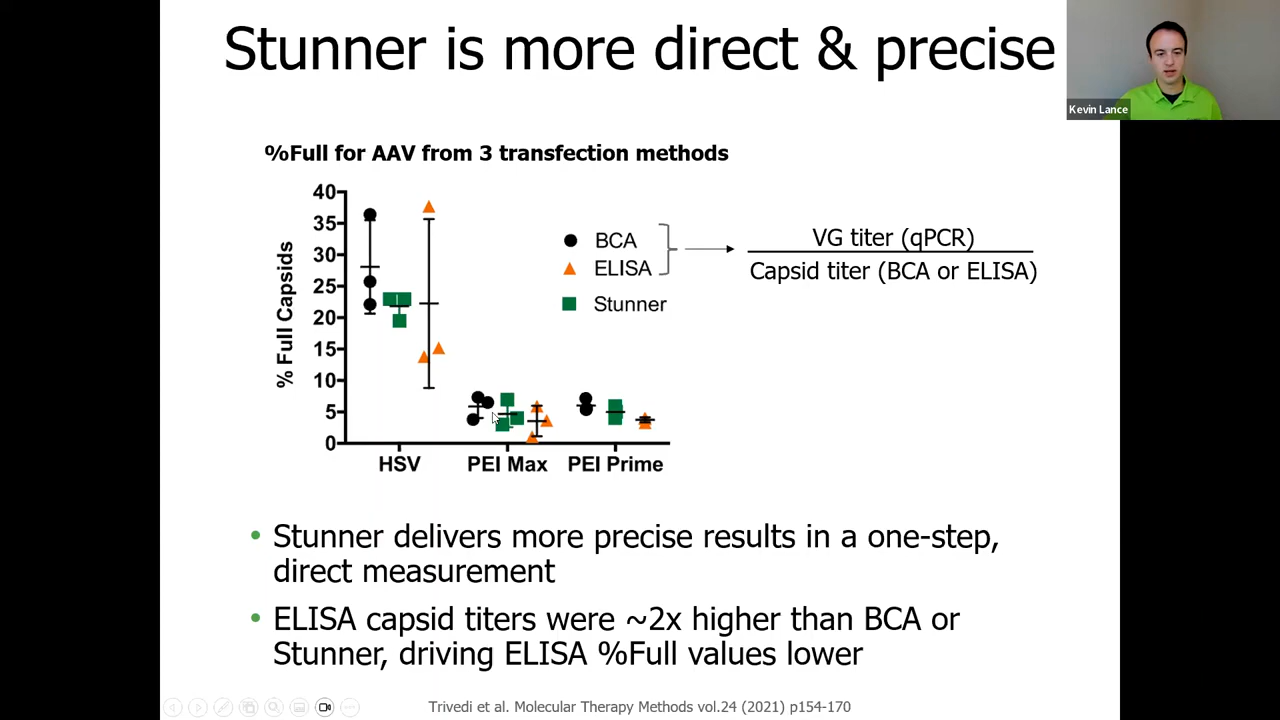 Stunner is more direct & precise
Kevin Lance
%Full for AAV from 3 transfection methods
% Full Capsids
40
35
30
25
20
15
10
5
0
HSV
PEI Max
PEI Prime
BCA
ELISA
Stunner
VG titer (qPCR)
Capsid titer (BCA or ELISA)
• Stunner delivers more precise results in a one-step,
direct measurement
• ELISA capsid titers were ~2x higher than BCA or
Stunner, driving ELISA %Full values lower
Trivedi et al. Molecular Therapy Methods vol.24 (2021) p154-170